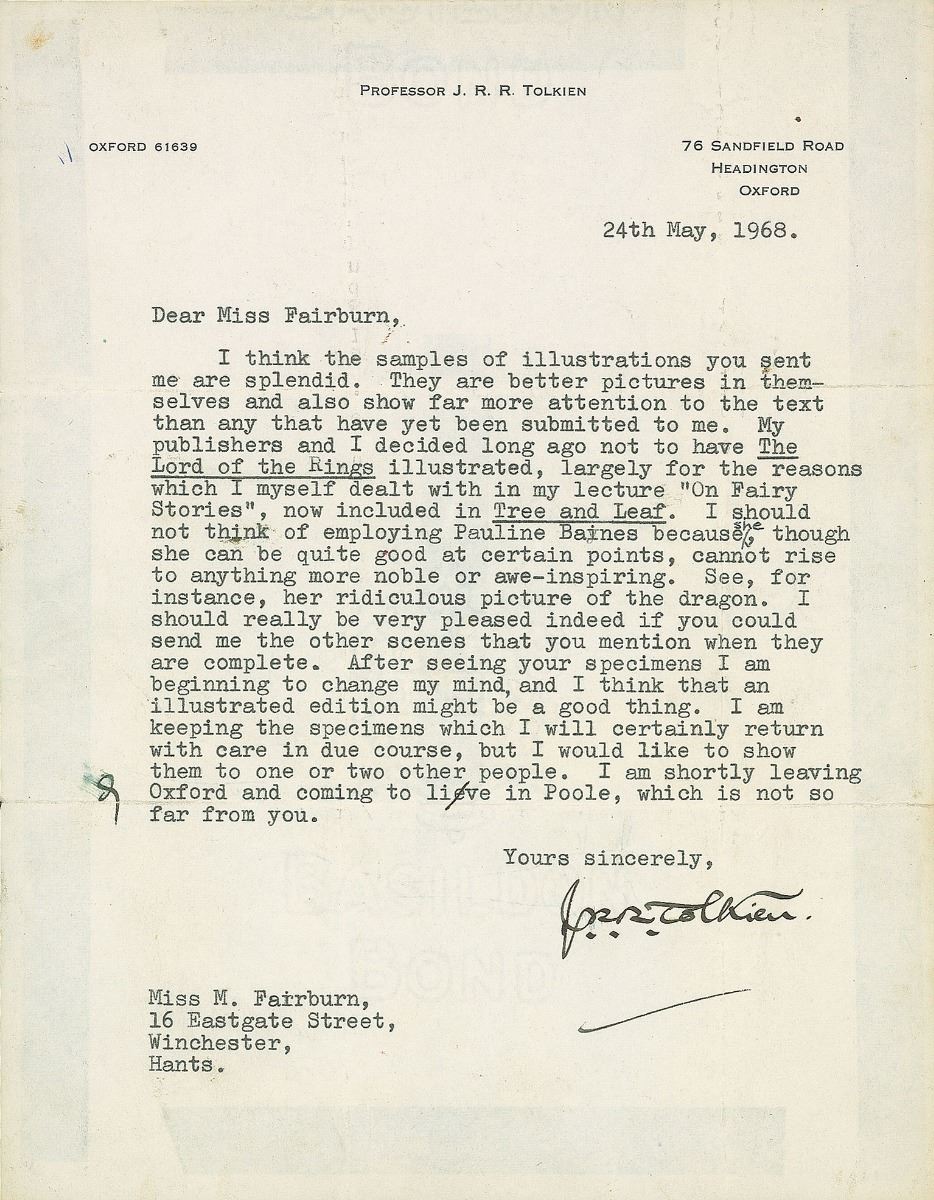 PROFESSOR J. R. R. TOLKIEN
OXFORD 61639
76 SANDFIELD ROAD
HEADINGTON
OXFORD
24th May, 1968.
Dear Miss Fairburn,
I think the samples of illustrations you sent
me are splendid. They are better pictures in them-
selves and also show far more attention to the text
than any that have yet been submitted to me. My
publishers and I decided long ago not to have The
Lord of the Rings illustrated, largely for the reasons
which I myself dealt with in my lecture "On Fairy
Stories", now included in Tree and Leaf. I should
not think of employing Pauline Baines because she, though
she can be quite good at certain points, cannot rise
to anything more noble or awe-inspiring. See, for
instance, her ridiculous picture of the dragon. I
should really be very pleased indeed if you could
send me the other scenes that you mention when they
are complete. After seeing your specimens I am
beginning to change my mind, and I think that an
illustrated edition might be a good thing. I am
keeping the specimens which I will certainly return
with care in due course, but I would like to show
them to one or two other people. I am shortly leaving
Oxford and coming to live in Poole, which is not so
far from you.
Yours sincerely,
J.R.R. Tolkien.
Miss M. Fairburn,
16 Eastgate Street,
Winchester,
Hants.